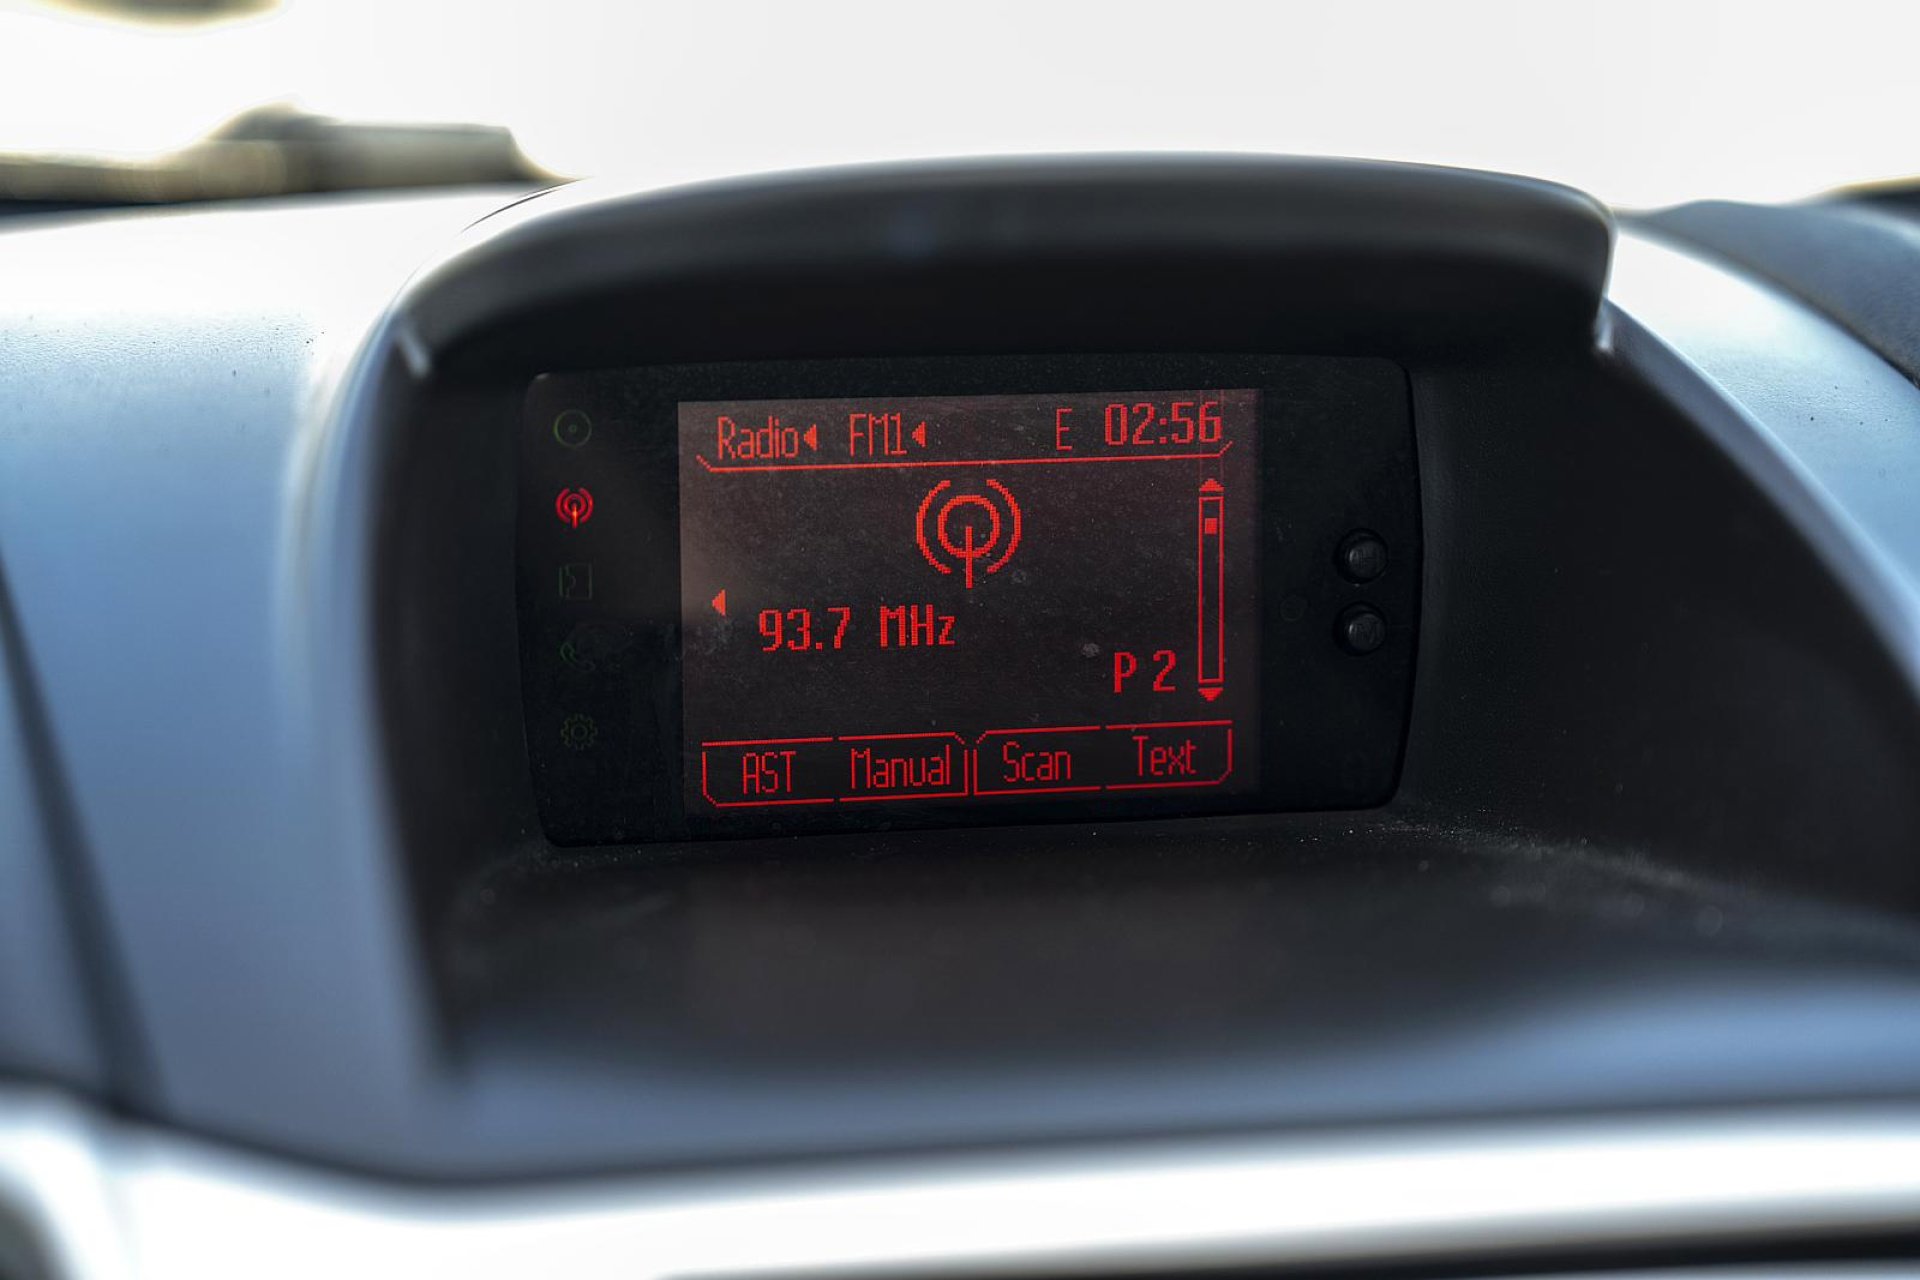 Radio FM1 E 02:56
93.7 MHz
P 2
AST Manual Scan Text